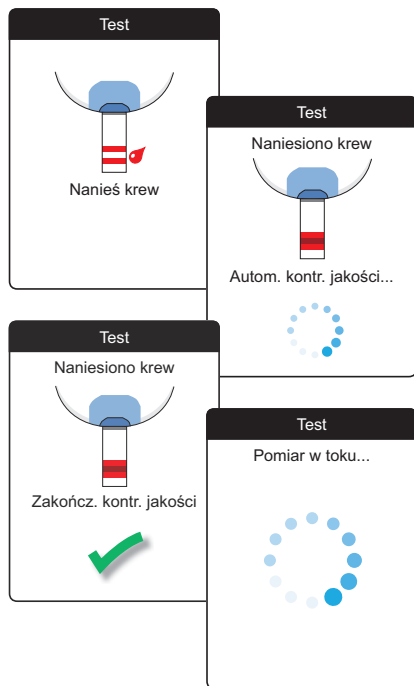 Test
Nanieś krew
Test
Naniesiono krew
Autom. kontr. jakości...
Test
Naniesiono krew
Zakończ. kontr. jakości
Test
Pomiar w toku...